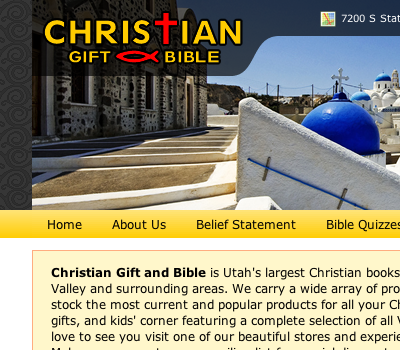 CHRISTIAN
GIFT BIBLE
7200 S Stat
Home About Us Belief Statement Bible Quizzes
Christian Gift and Bible is Utah's largest Christian books
Valley and surrounding areas. We carry a wide array of pro
stock the most current and popular products for all your Ch
gifts, and kids' corner featuring a complete selection of all V
love to see you visit one of our beautiful stores and experie